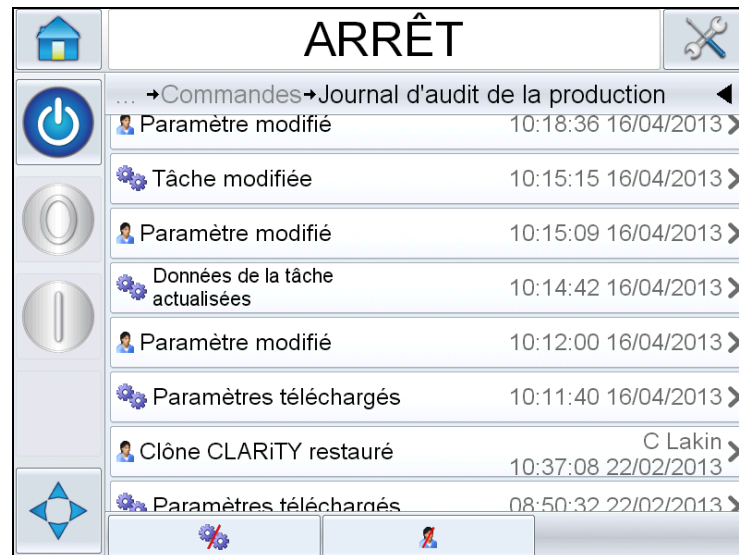 ARRÊT
... →Commandes→Journal d'audit de la production
Paramètre modifié 10:18:36 16/04/2013
Tâche modifiée 10:15:15 16/04/2013
Paramètre modifié 10:15:09 16/04/2013
Données de la tâche
actualisées 10:14:42 16/04/2013
Paramètre modifié 10:12:00 16/04/2013
Paramètres téléchargés 10:11:40 16/04/2013
Clône CLARiTY restauré C Lakin
10:37:08 22/02/2013
Paramètres téléchargés 08:50:32 22/02/2013